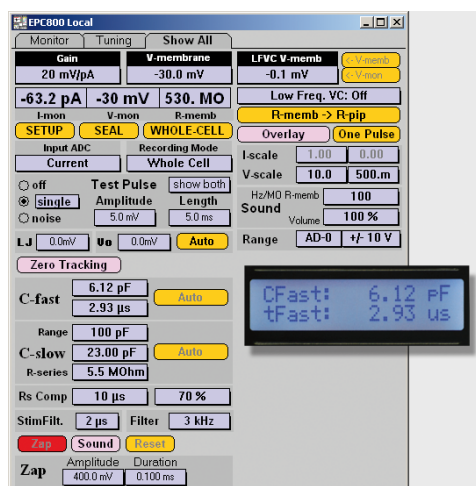 EPC800 Local
Monitor Tuning Show All
Gain V-membrane LFVC V-memb <- V-memb
20 mV/pA -30.0 mV -0.1 mV <- V-mon
-63.2 pA -30 mV 530. MO Low Freq. VC: Off
I-mon V-mon R-memb R-memb -> R-pip
SETUP SEAL WHOLE-CELL Overlay One Pulse
Input ADC Recording Mode I-scale 1.00 0.00
Current Whole Cell V-scale 10.0 500.m
off Test Pulse show both Hz/MO R-memb 100
single Amplitude Length Sound
noise 5.0 mV 5.0 ms Volume 100 %
LJ 0.0mV Vo 0.0mV Auto Range AD-0 +/- 10 V
Zero Tracking
C-fast 6.12 pF Auto
2.93 µs
CFast: 6.12 pF
tFast: 2.93 us
Range 100 pF
C-slow 23.00 pF Auto
R-series 5.5 MOhm
Rs Comp 10 µs 70 %
StimFilt. 2 µs Filter 3 kHz
Zap Sound Reset
Zap Amplitude Duration
400.0 mV 0.100 ms